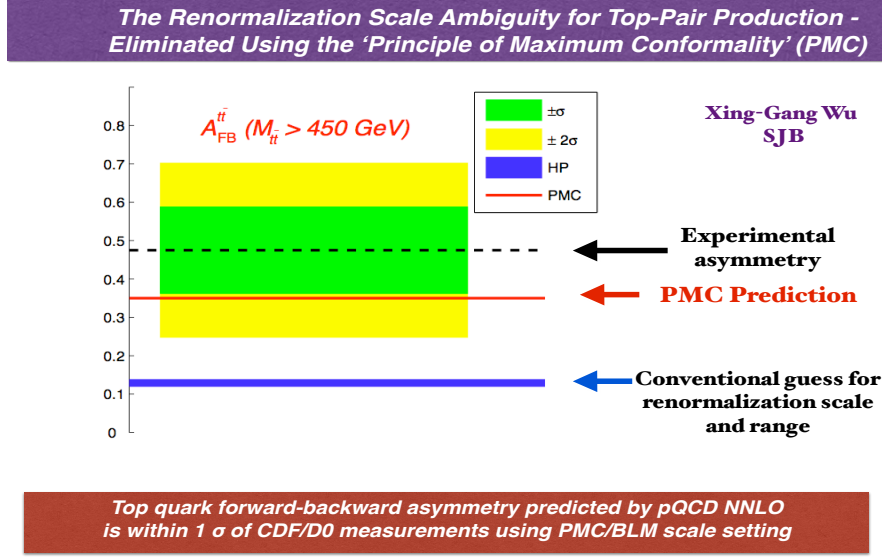 The Renormalization Scale Ambiguity for Top-Pair Production -
Eliminated Using the ‘Principle of Maximum Conformality’ (PMC)
Xing-Gang Wu
SJB
A_FB^{tt̄} (M_{tt̄} > 450 GeV)
±σ
± 2σ
HP
PMC
0.8
0.7
0.6
0.5
0.4
0.3
0.2
0.1
0
Experimental
asymmetry
PMC Prediction
Conventional guess for
renormalization scale
and range
Top quark forward-backward asymmetry predicted by pQCD NNLO
is within 1 σ of CDF/D0 measurements using PMC/BLM scale setting